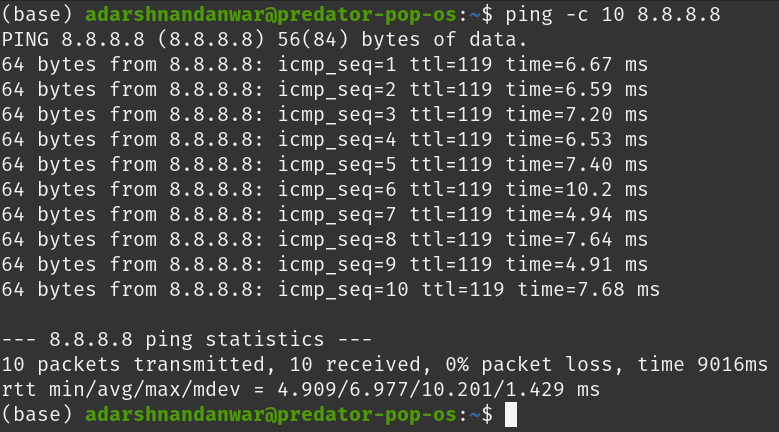 (base) adarshnandanwar@predator-pop-os:~$ ping -c 10 8.8.8.8
PING 8.8.8.8 (8.8.8.8) 56(84) bytes of data.
64 bytes from 8.8.8.8: icmp_seq=1 ttl=119 time=6.67 ms
64 bytes from 8.8.8.8: icmp_seq=2 ttl=119 time=6.59 ms
64 bytes from 8.8.8.8: icmp_seq=3 ttl=119 time=7.20 ms
64 bytes from 8.8.8.8: icmp_seq=4 ttl=119 time=6.53 ms
64 bytes from 8.8.8.8: icmp_seq=5 ttl=119 time=7.40 ms
64 bytes from 8.8.8.8: icmp_seq=6 ttl=119 time=10.2 ms
64 bytes from 8.8.8.8: icmp_seq=7 ttl=119 time=4.94 ms
64 bytes from 8.8.8.8: icmp_seq=8 ttl=119 time=7.64 ms
64 bytes from 8.8.8.8: icmp_seq=9 ttl=119 time=4.91 ms
64 bytes from 8.8.8.8: icmp_seq=10 ttl=119 time=7.68 ms

--- 8.8.8.8 ping statistics ---
10 packets transmitted, 10 received, 0% packet loss, time 9016ms
rtt min/avg/max/mdev = 4.909/6.977/10.201/1.429 ms
(base) adarshnandanwar@predator-pop-os:~$